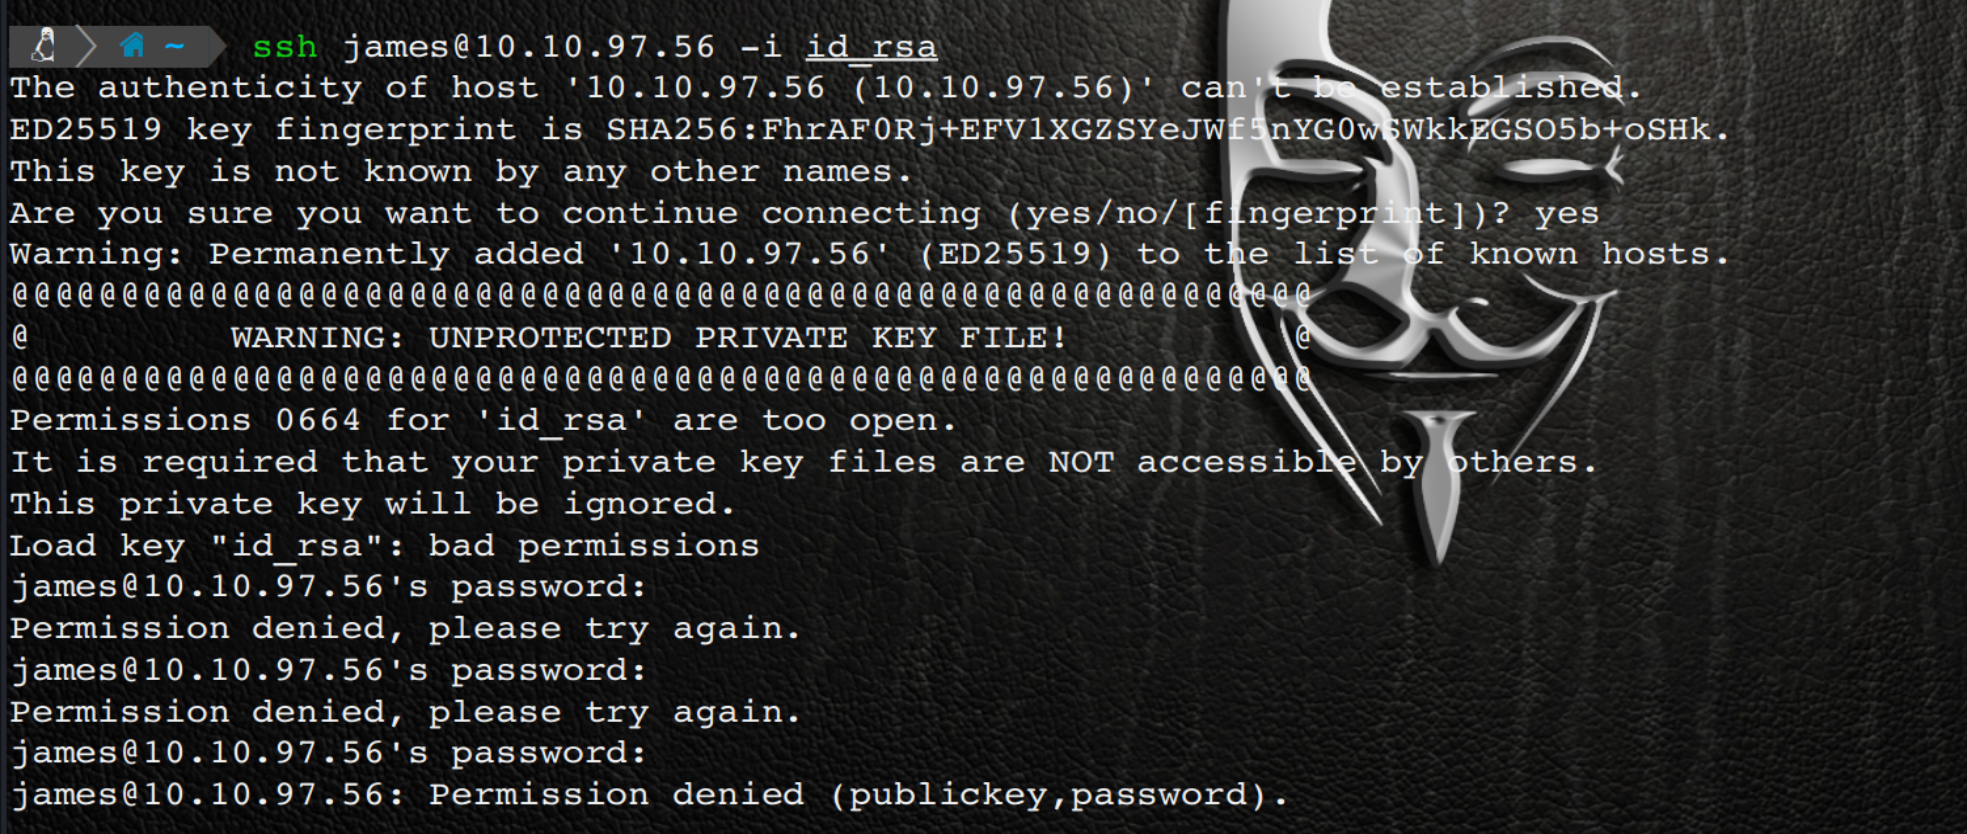 ~ ssh james@10.10.97.56 -i id_rsa
The authenticity of host '10.10.97.56 (10.10.97.56)' can't be established.
ED25519 key fingerprint is SHA256:FhrAF0Rj+EFV1XGZSYeJWf5nYG0wSWkkEGSO5b+oSHk.
This key is not known by any other names.
Are you sure you want to continue connecting (yes/no/[fingerprint])? yes
Warning: Permanently added '10.10.97.56' (ED25519) to the list of known hosts.
@@@@@@@@@@@@@@@@@@@@@@@@@@@@@@@@@@@@@@@@@@@@@@@@@@@@@@@@@@@
@         WARNING: UNPROTECTED PRIVATE KEY FILE!          @
@@@@@@@@@@@@@@@@@@@@@@@@@@@@@@@@@@@@@@@@@@@@@@@@@@@@@@@@@@@
Permissions 0664 for 'id_rsa' are too open.
It is required that your private key files are NOT accessible by others.
This private key will be ignored.
Load key "id_rsa": bad permissions
james@10.10.97.56's password:
Permission denied, please try again.
james@10.10.97.56's password:
Permission denied, please try again.
james@10.10.97.56's password:
james@10.10.97.56: Permission denied (publickey,password).